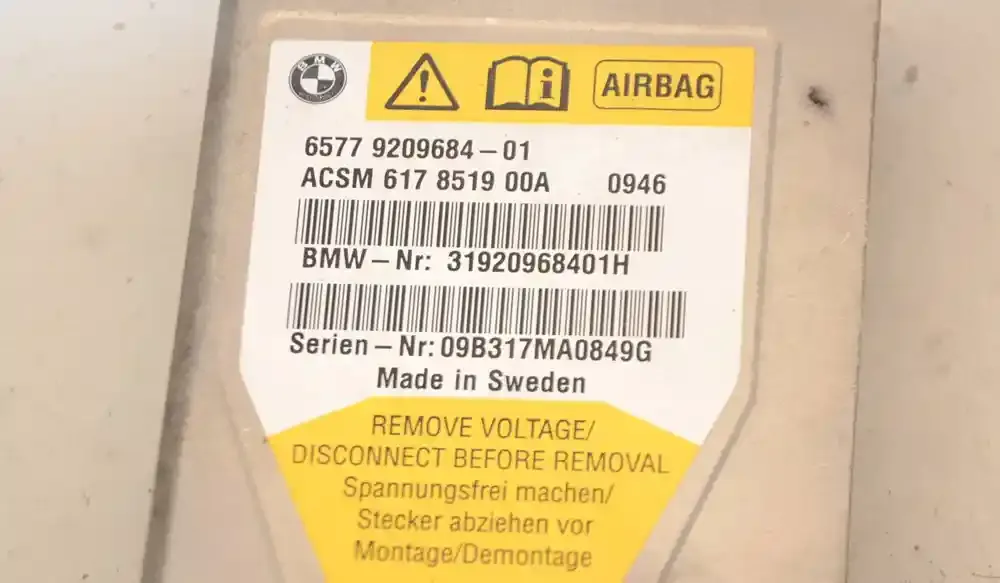 BMW
AIRBAG
6577 9209684-01
ACSM 617 8519 00A 0946
BMW-Nr: 31920968401H
Serien-Nr: 09B317MA0849G
Made in Sweden
REMOVE VOLTAGE/
DISCONNECT BEFORE REMOVAL
Spannungsfrei machen/
Stecker abziehen vor
Montage/Demontage